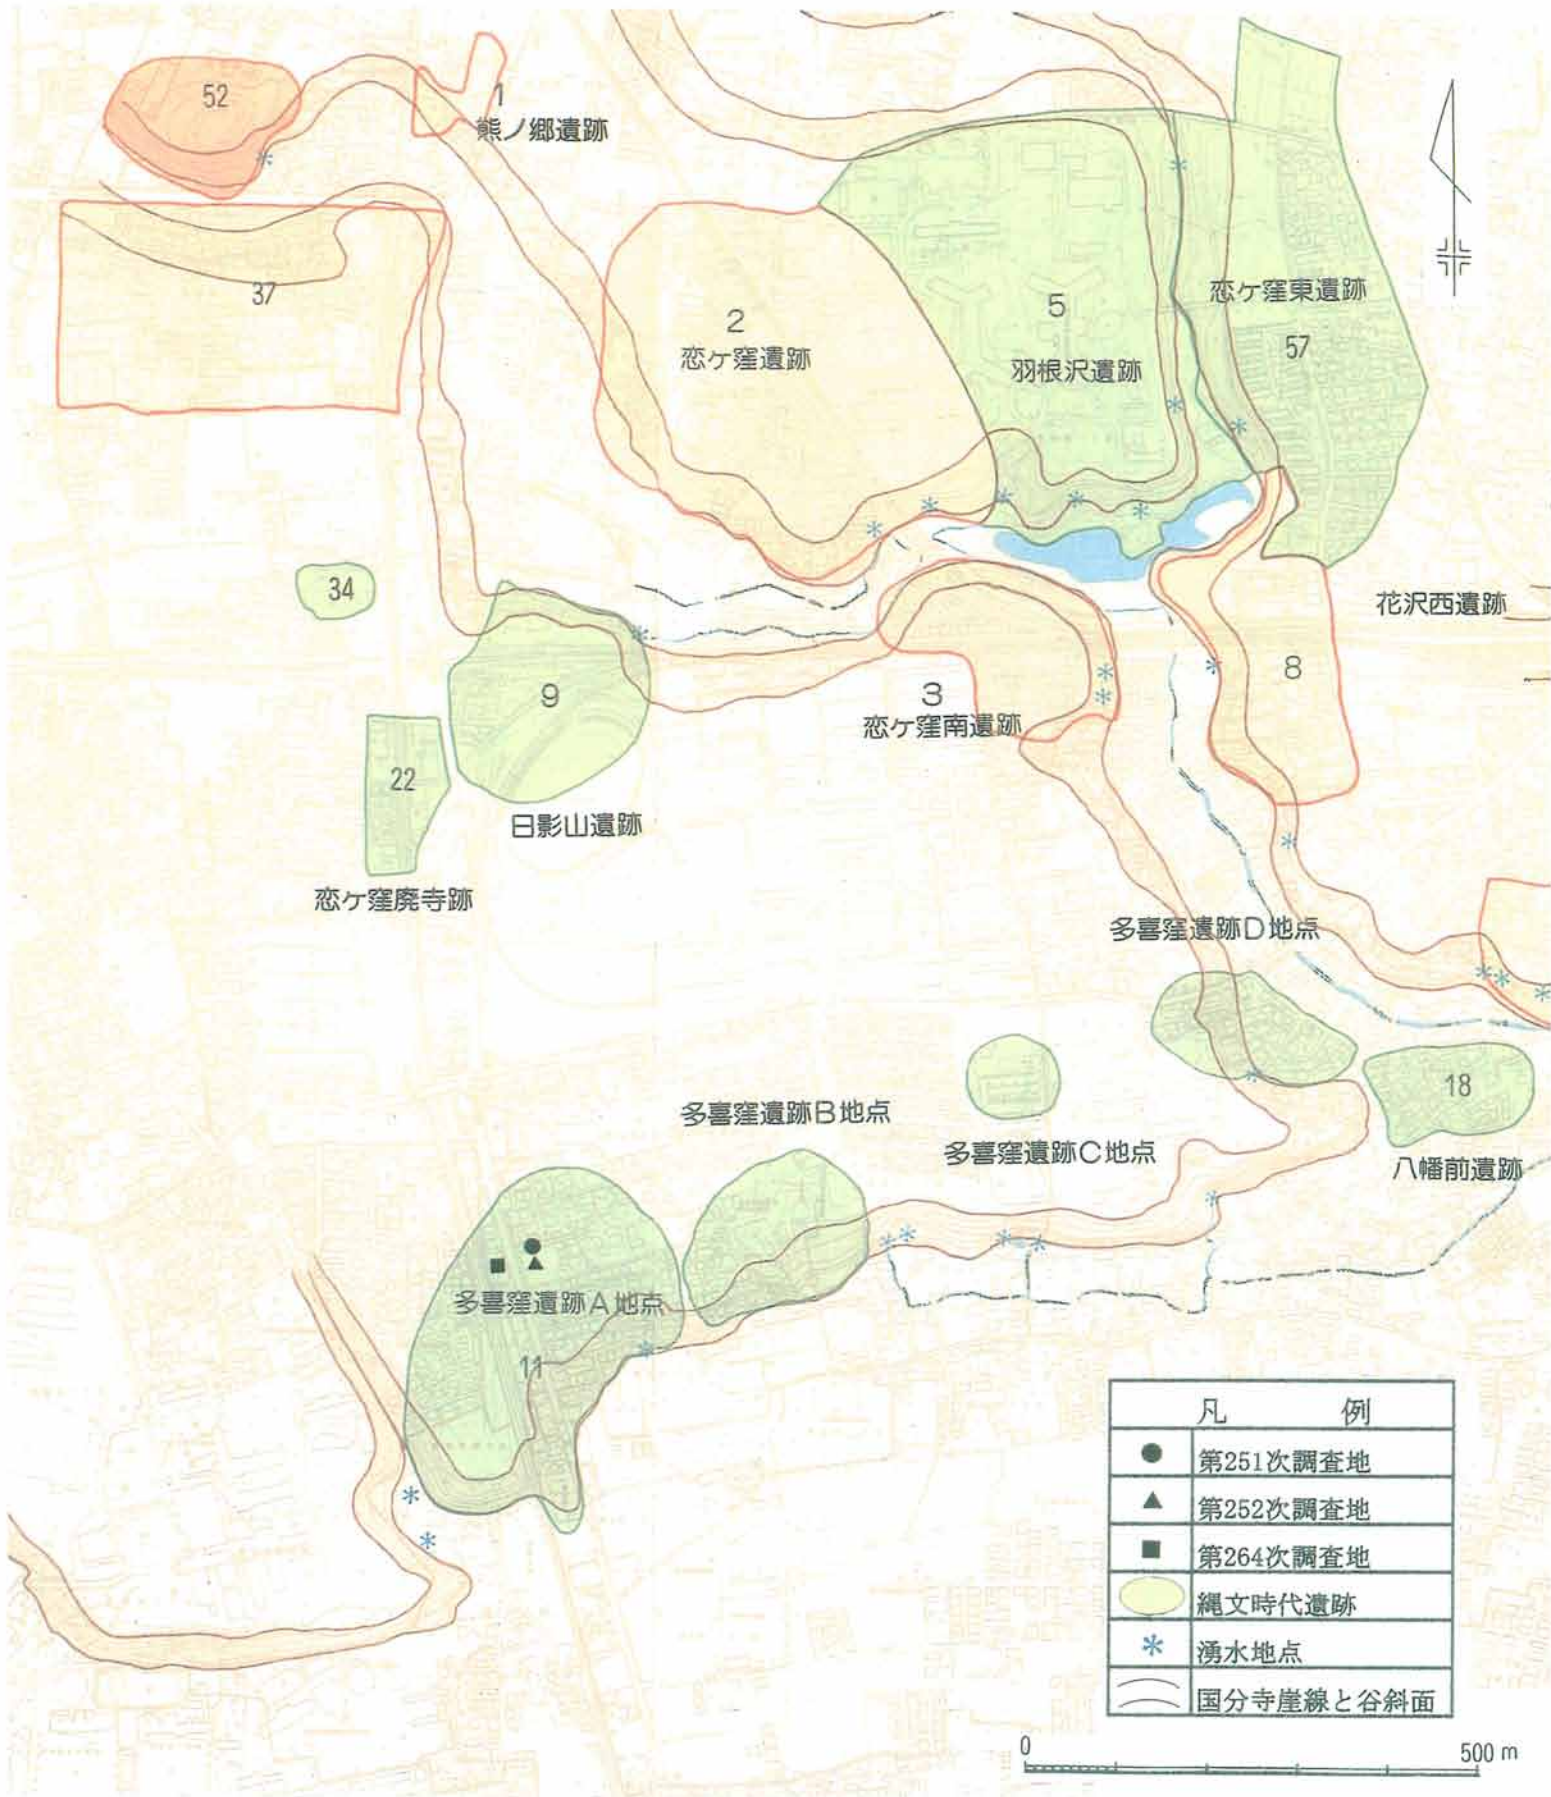 52
1
熊ノ郷遺跡
37
2
恋ケ窪遺跡
5
羽根沢遺跡
恋ケ窪東遺跡
57
34
花沢西遺跡
8
9
3
恋ケ窪南遺跡
22
日影山遺跡
恋ケ窪廃寺跡
多喜窪遺跡D地点
18
八幡前遺跡
多喜窪遺跡B地点
多喜窪遺跡C地点
多喜窪遺跡A地点
11
凡例
第251次調査地
第252次調査地
第264次調査地
縄文時代遺跡
湧水地点
国分寺崖線と谷斜面
0 500 m